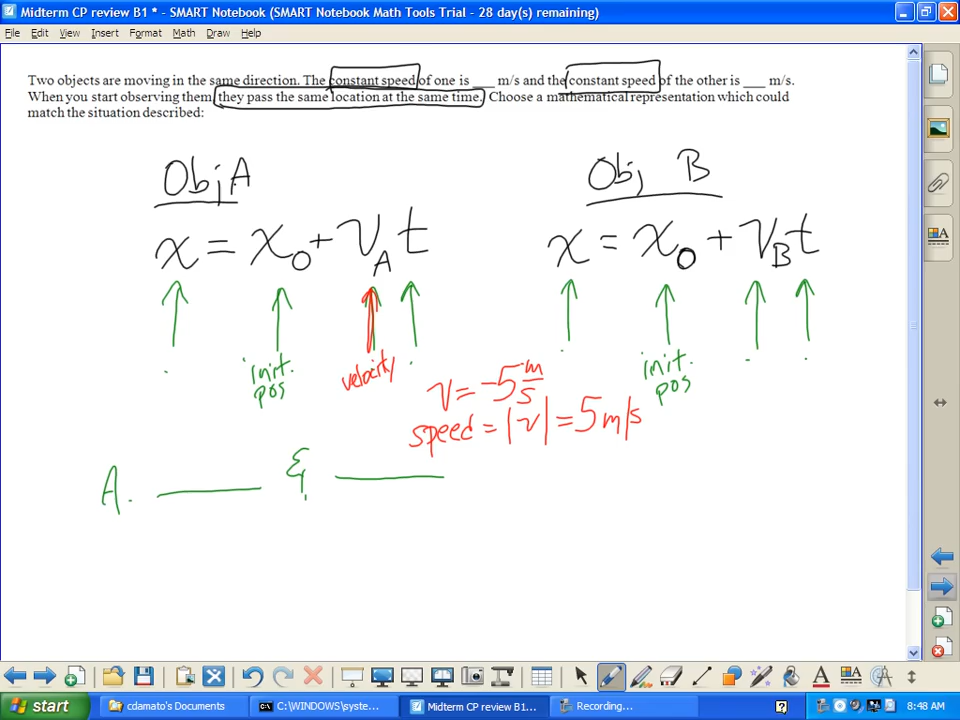 Midterm CP review B1 * - SMART Notebook (SMART Notebook Math Tools Trial - 28 day(s) remaining)
File Edit View Insert Format Math Draw Help
Two objects are moving in the same direction. The constant speed of one is ___ m/s and the constant speed of the other is ___ m/s.
When you start observing them they pass the same location at the same time. Choose a mathematical representation which could
match the situation described:
Obj A
Obj B
x = x₀ + v_A t
x = x₀ + v_B t
init. pos
velocity
init. pos
v = -5 m/s
speed = |v| = 5 m/s
A. _____ & _____
start
cdamato's Documents
C:\WINDOWS\syste...
Midterm CP review B1...
Recording...
8:48 AM